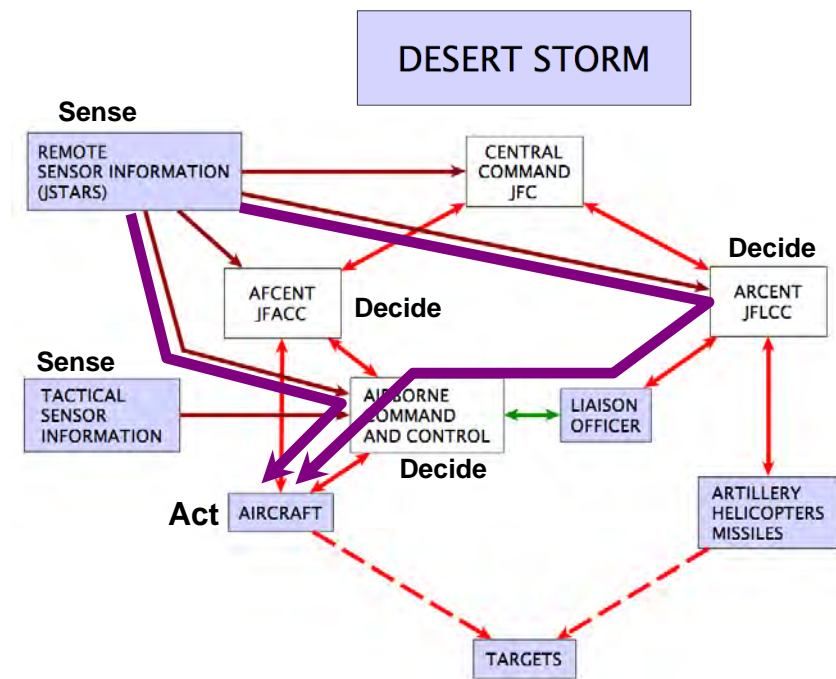 DESERT STORM
Sense
REMOTE
SENSOR INFORMATION
(JSTARS)
CENTRAL
COMMAND
JFC
Decide
AFCENT
JFACC
Decide
ARCENT
JFLCC
Sense
TACTICAL
SENSOR
INFORMATION
AIRBORNE
COMMAND
AND CONTROL
LIAISON
OFFICER
Decide
Act
AIRCRAFT
ARTILLERY
HELICOPTERS
MISSILES
TARGETS